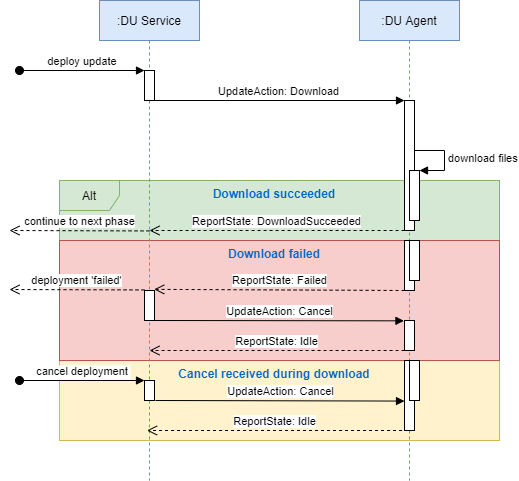 :DU Service
:DU Agent
deploy update
UpdateAction: Download
download files
Alt
Download succeeded
continue to next phase
ReportState: DownloadSucceeded
Download failed
deployment 'failed'
ReportState: Failed
UpdateAction: Cancel
ReportState: Idle
cancel deployment
Cancel received during download
UpdateAction: Cancel
ReportState: Idle